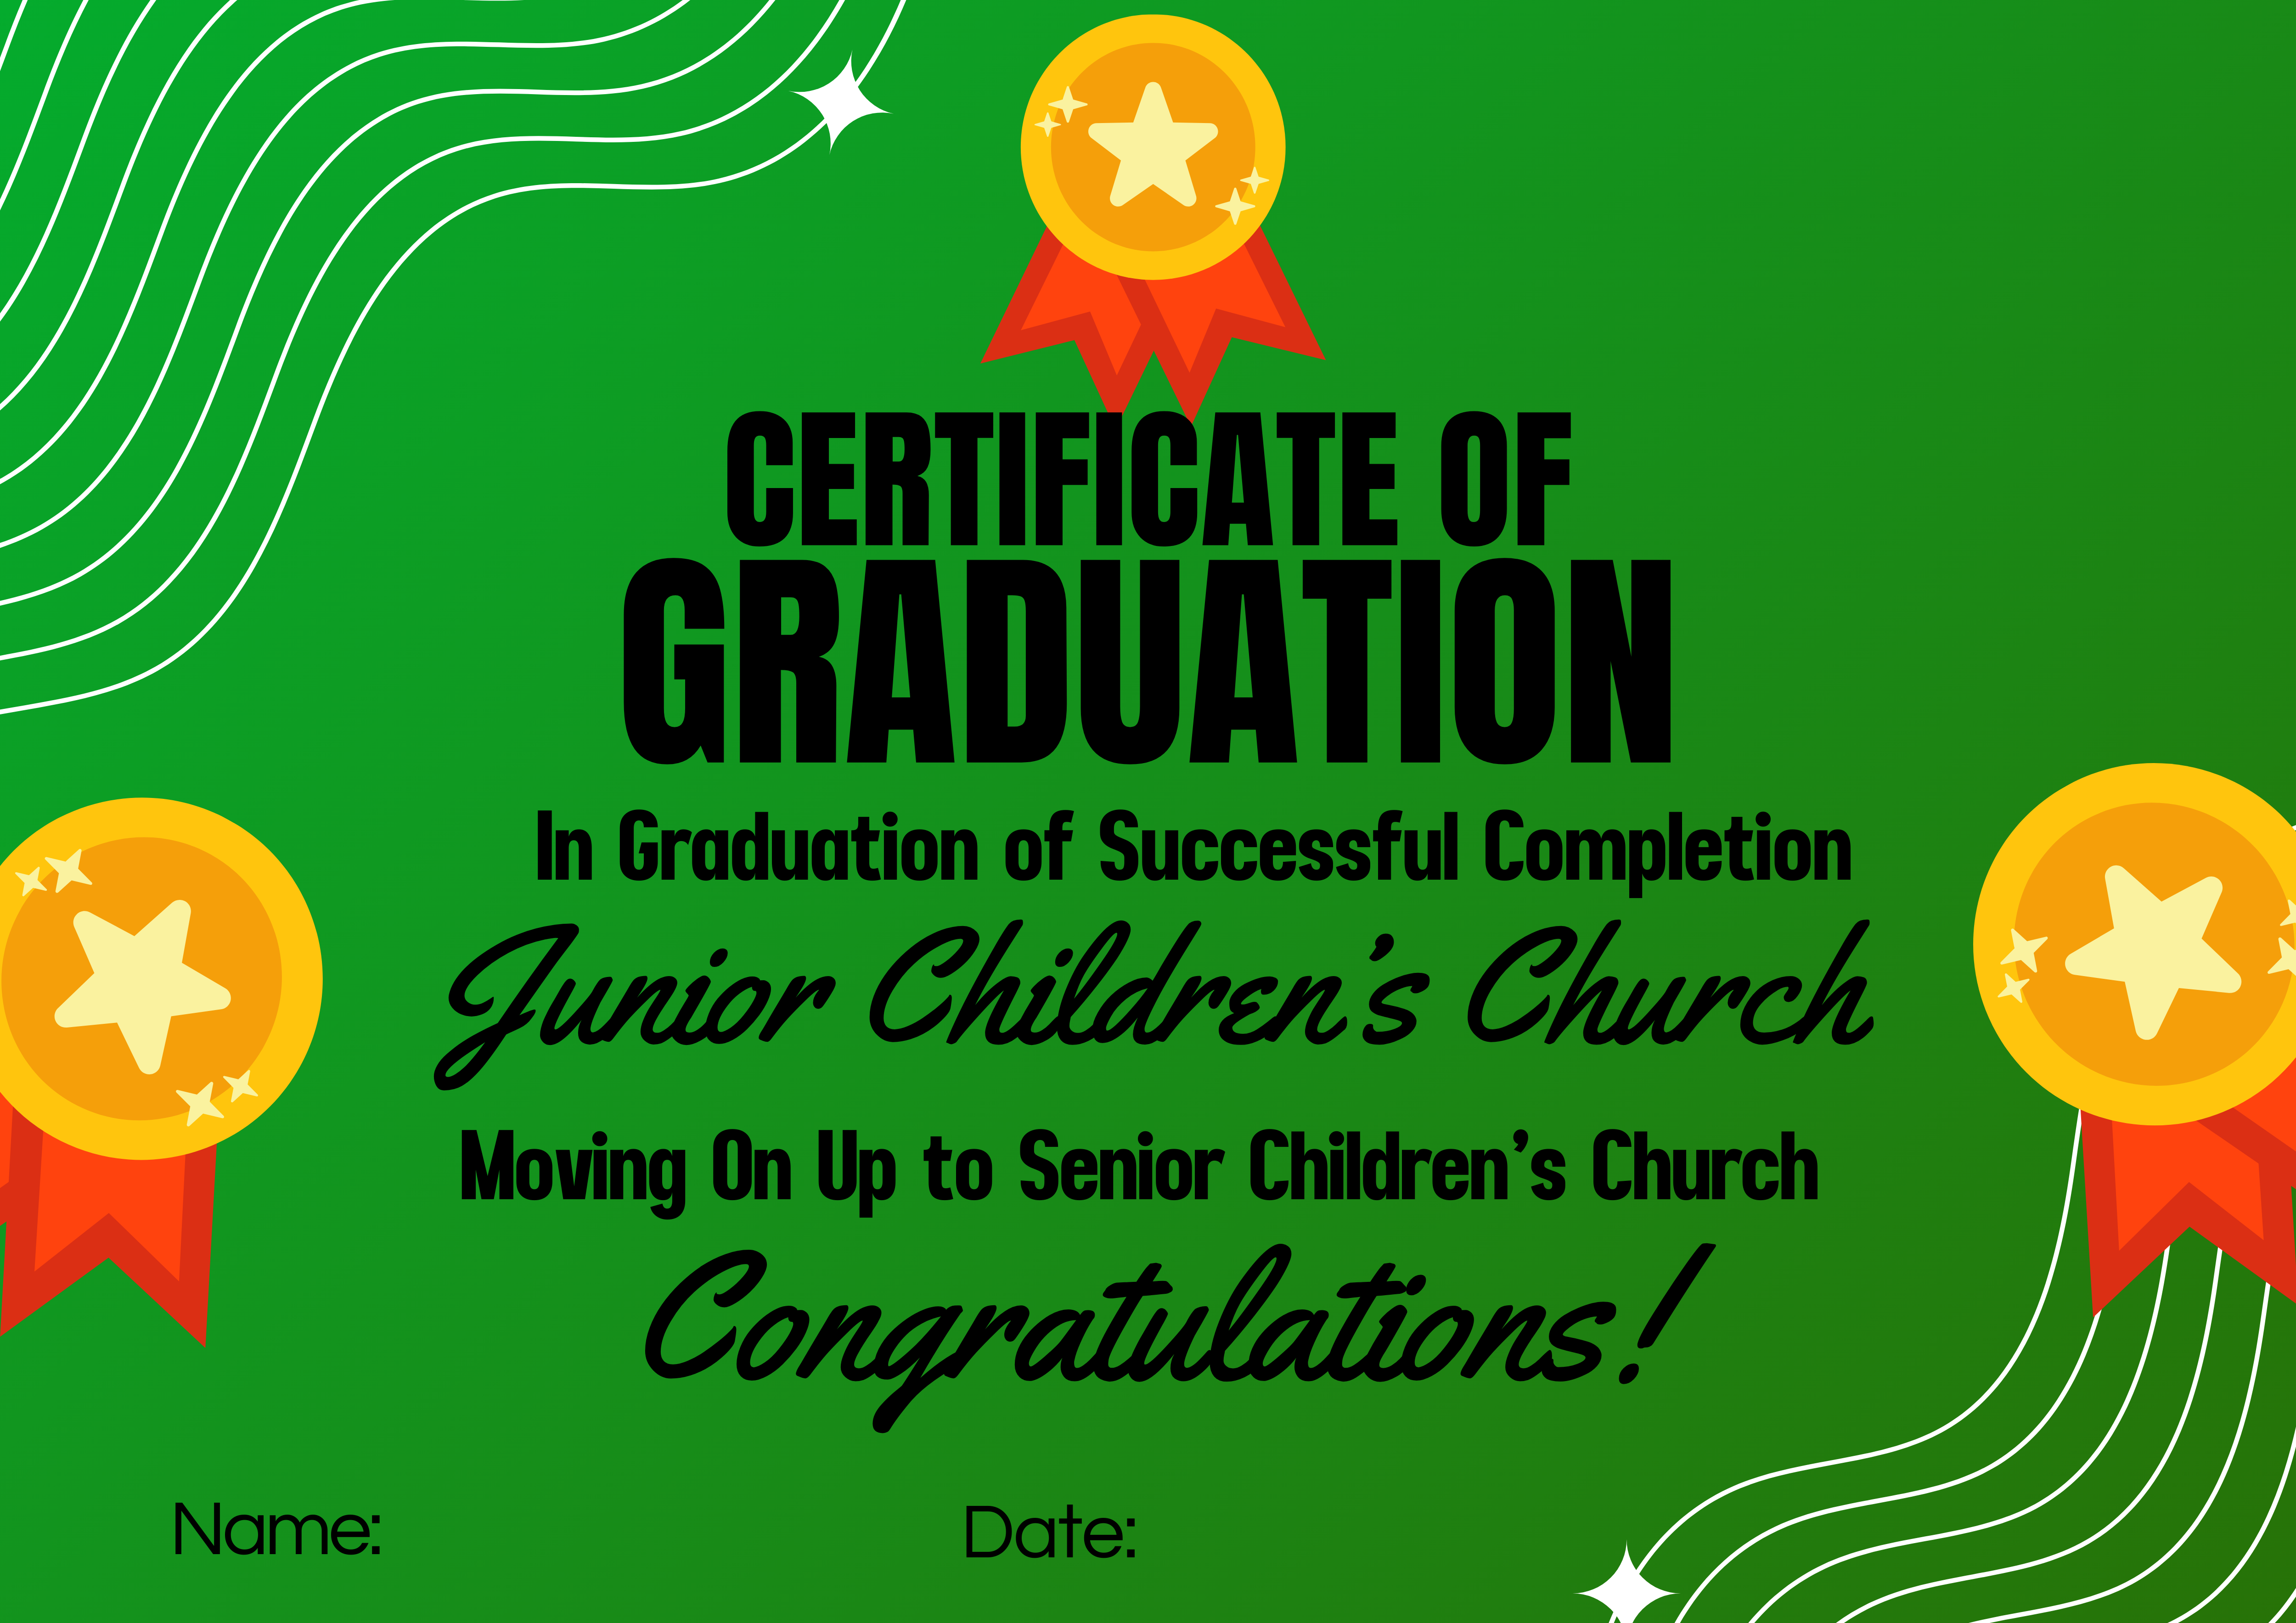 CERTIFICATE OF
GRADUATION
In Graduation of Successful Completion
Junior Children's Church
Moving On Up to Senior Children's Church
Congratulations!
Name: Date: